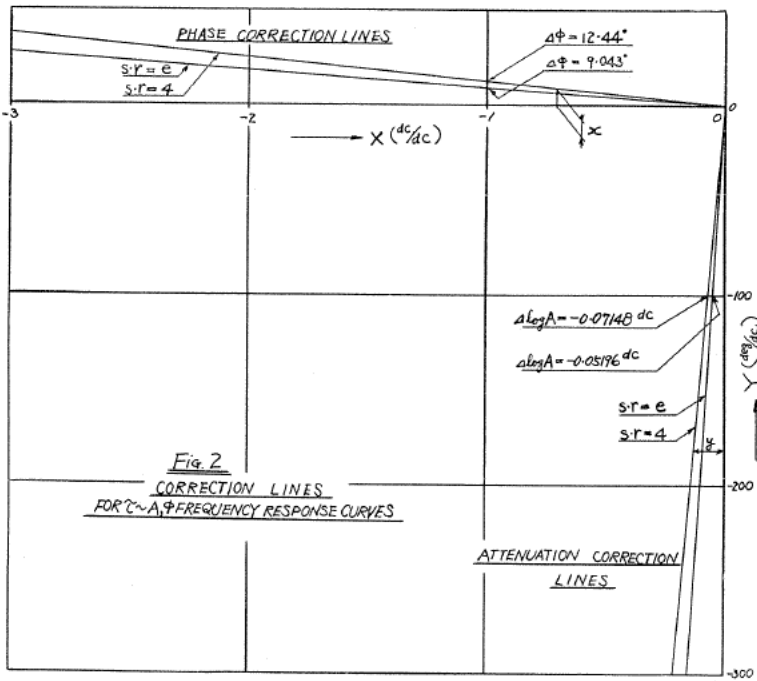 PHASE CORRECTION LINES
ΔΦ = 12·44°
ΔΦ = 9·043°
s·r = e
s·r = 4
-3
-2
-1
0
0
X (dc/dc)
x
-100
ΔlogA = -0·07148 dc
ΔlogA = -0·05196 dc
Y (deg/dc)
s·r = e
s·r = 4
y
Fig. 2
CORRECTION LINES
FOR τ~A,Φ FREQUENCY RESPONSE CURVES
-200
ATTENUATION CORRECTION
LINES
-300